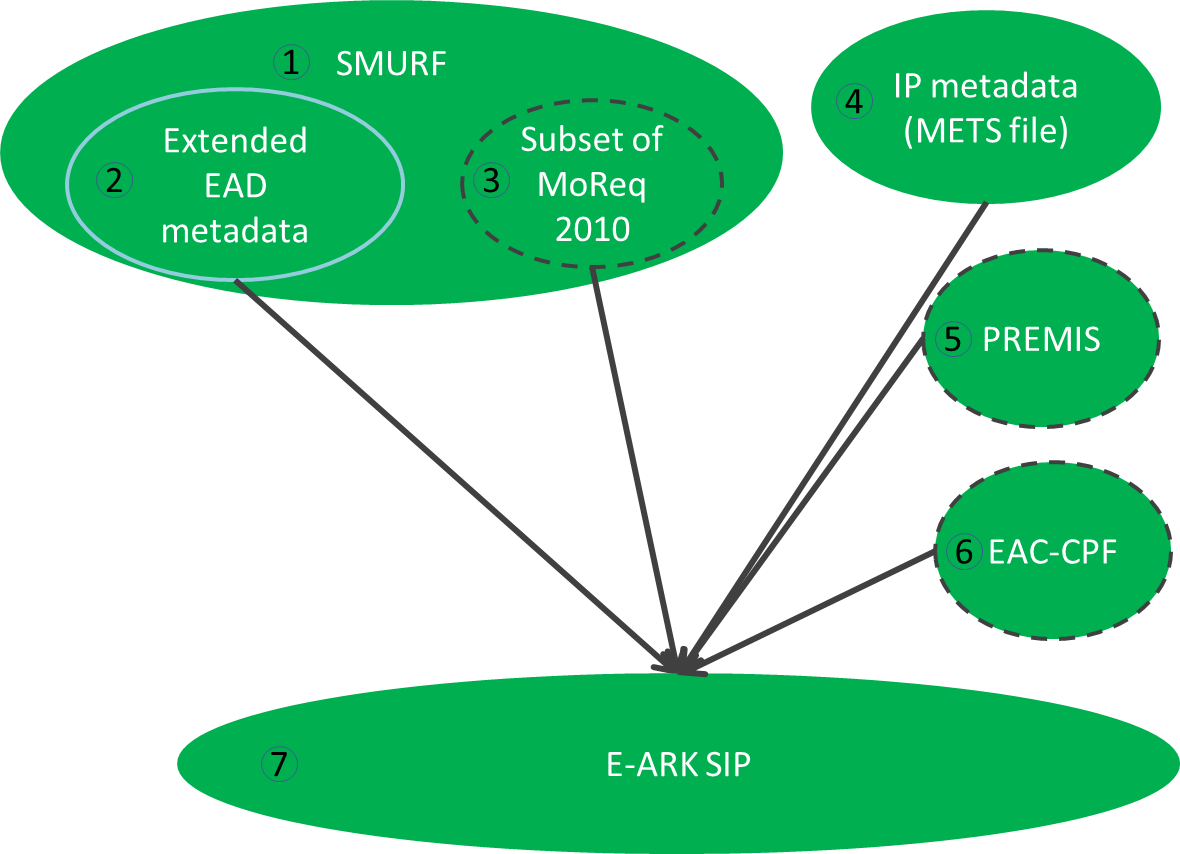 1 SMURF
2 Extended
EAD
metadata
3 Subset of
MoReq
2010
4 IP metadata
(METS file)
5 PREMIS
6 EAC-CPF
7 E-ARK SIP